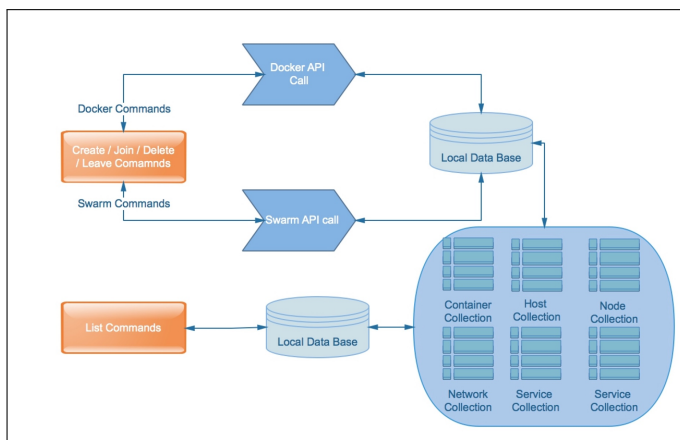 Docker API
Call
Docker Commands
Create / Join / Delete
/ Leave Comamnds
Local Data Base
Swarm Commands
Swarm API call
Container
Collection
Host
Collection
Node
Collection
List Commands
Local Data Base
Network
Collection
Service
Collection
Service
Collection